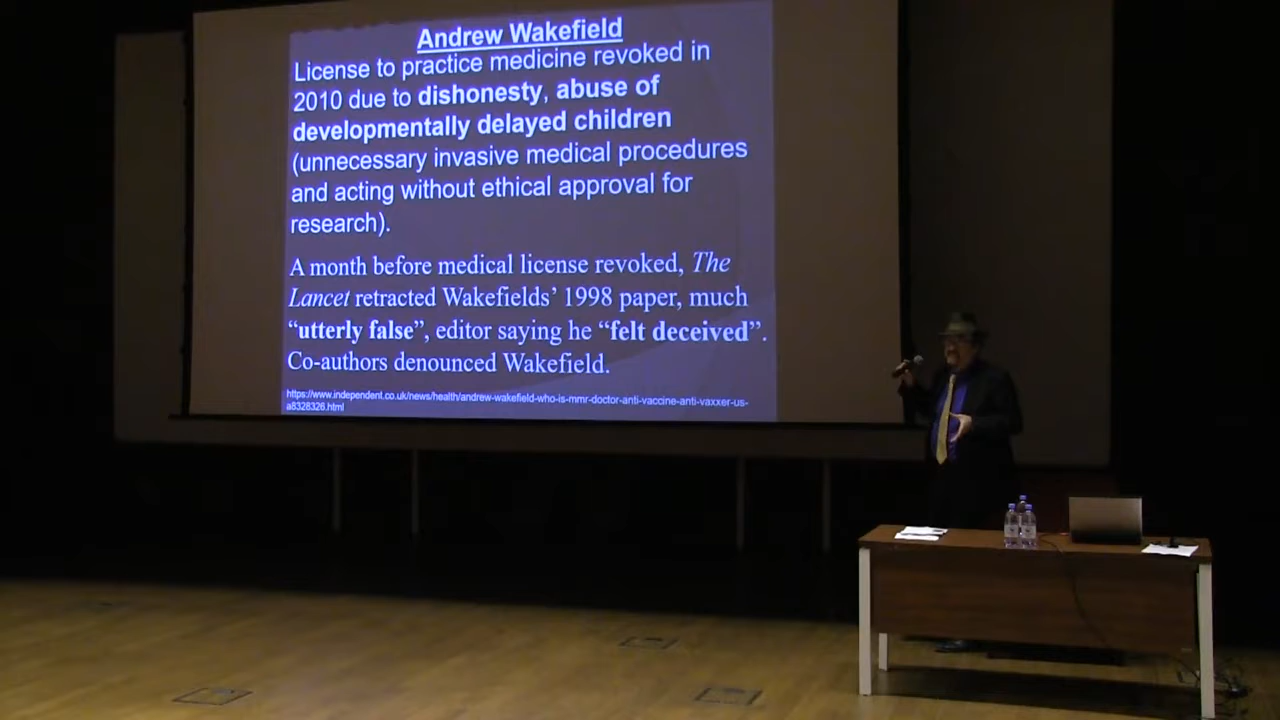 Andrew Wakefield
License to practice medicine revoked in
2010 due to dishonesty, abuse of
developmentally delayed children
(unnecessary invasive medical procedures
and acting without ethical approval for
research).
A month before medical license revoked, The
Lancet retracted Wakefields’ 1998 paper, much
“utterly false”, editor saying he “felt deceived”.
Co-authors denounced Wakefield.
https://www.independent.co.uk/news/health/andrew-wakefield-who-is-mmr-doctor-anti-vaccine-anti-vaxxer-us-
a8328326.html